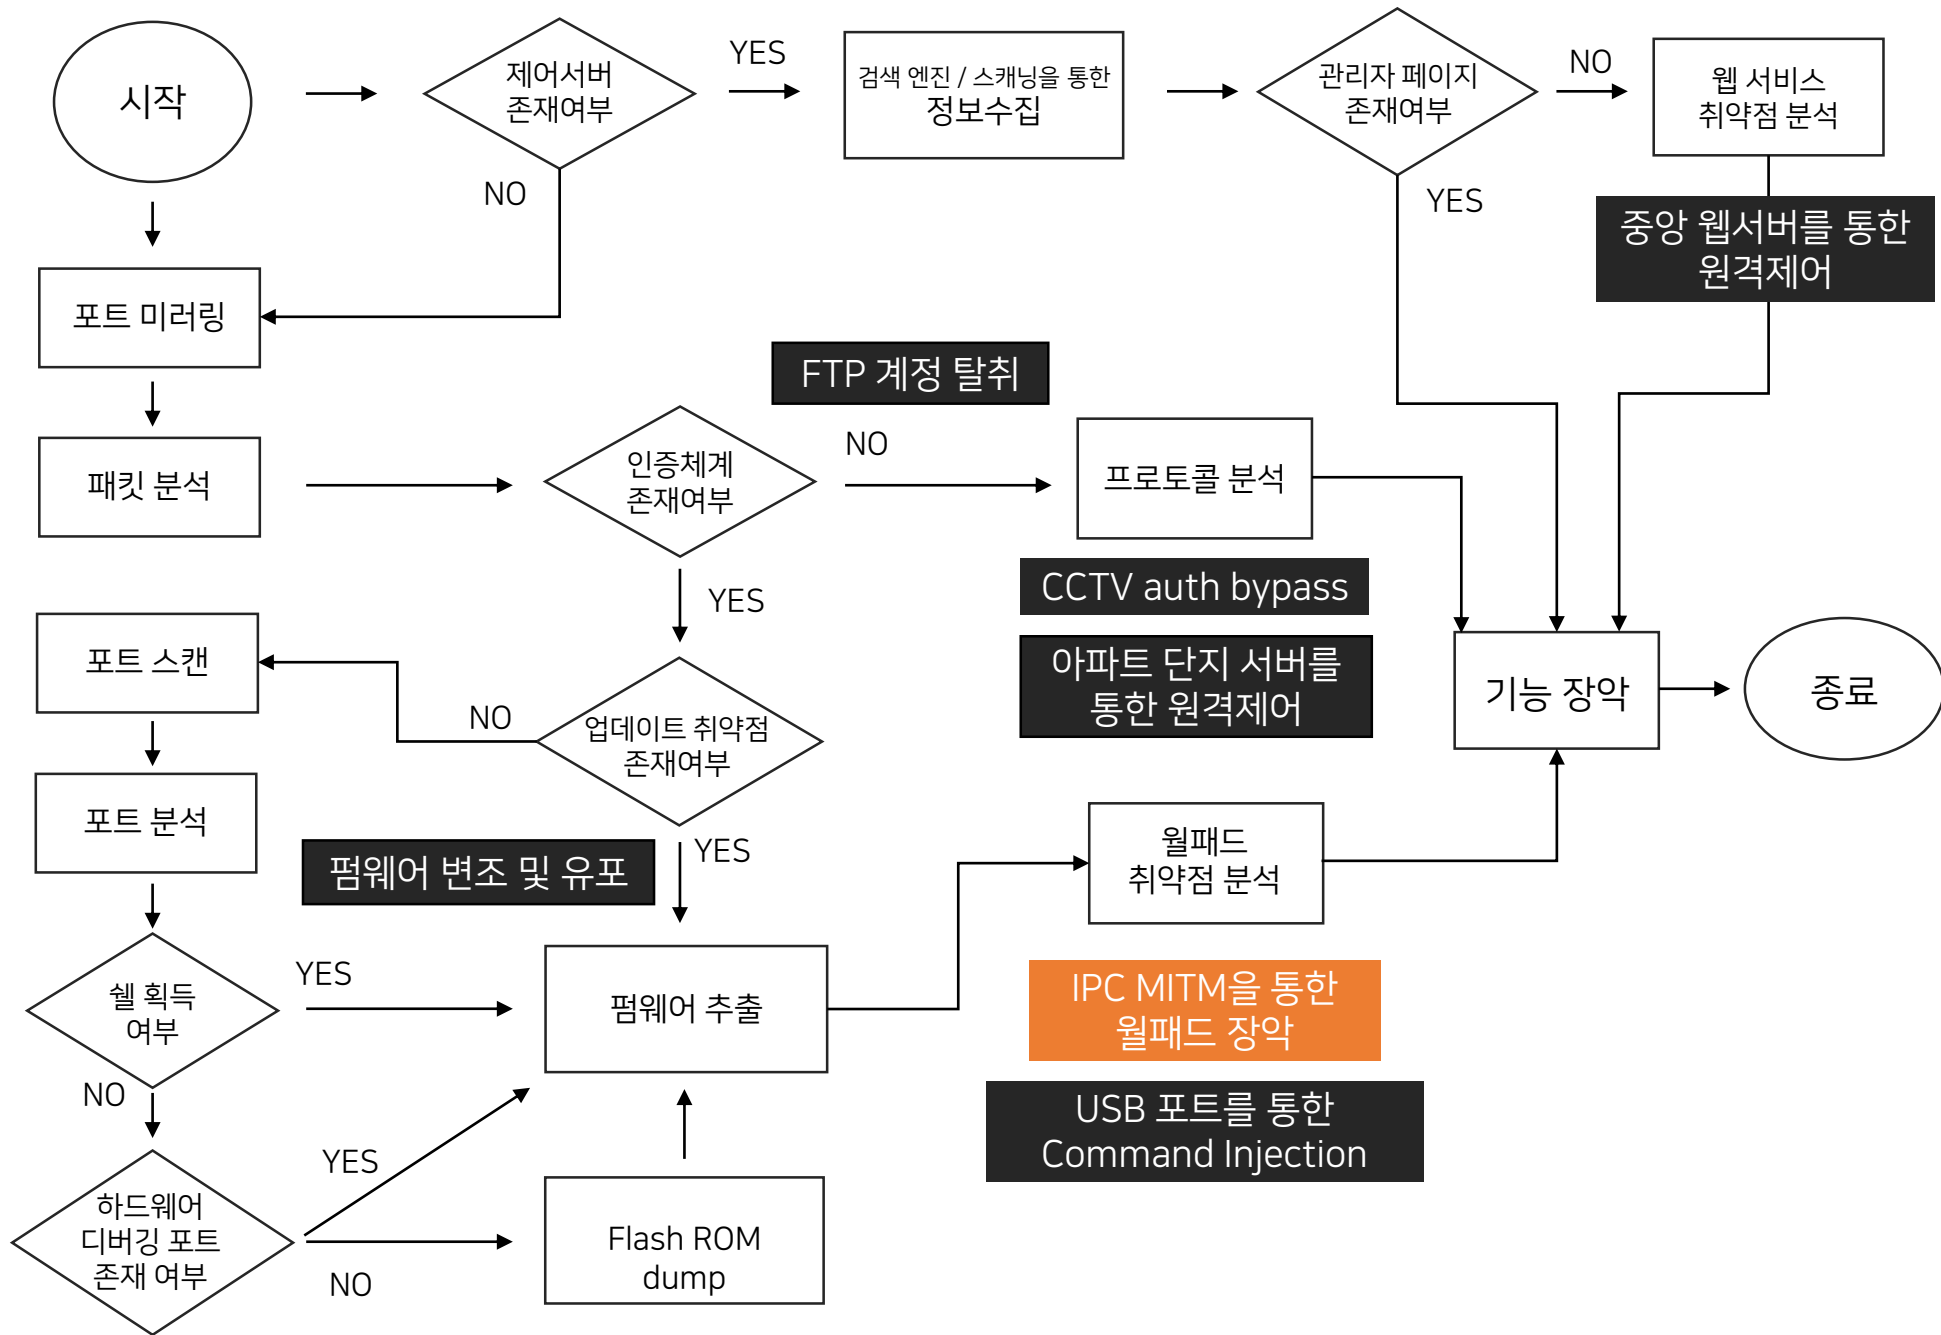 시작
제어서버
존재여부
YES
검색 엔진 / 스캐닝을 통한
정보수집
관리자 페이지
존재여부
NO
웹 서비스
취약점 분석
NO
YES
중앙 웹서버를 통한
원격제어
포트 미러링
FTP 계정 탈취
패킷 분석
인증체계
존재여부
NO
프로토콜 분석
YES
CCTV auth bypass
포트 스캔
아파트 단지 서버를
통한 원격제어
기능 장악
종료
NO
업데이트 취약점
존재여부
포트 분석
YES
펌웨어 변조 및 유포
월패드
취약점 분석
쉘 획득
여부
YES
펌웨어 추출
IPC MITM을 통한
월패드 장악
NO
USB 포트를 통한
Command Injection
YES
하드웨어
디버깅 포트
존재 여부
NO
Flash ROM
dump